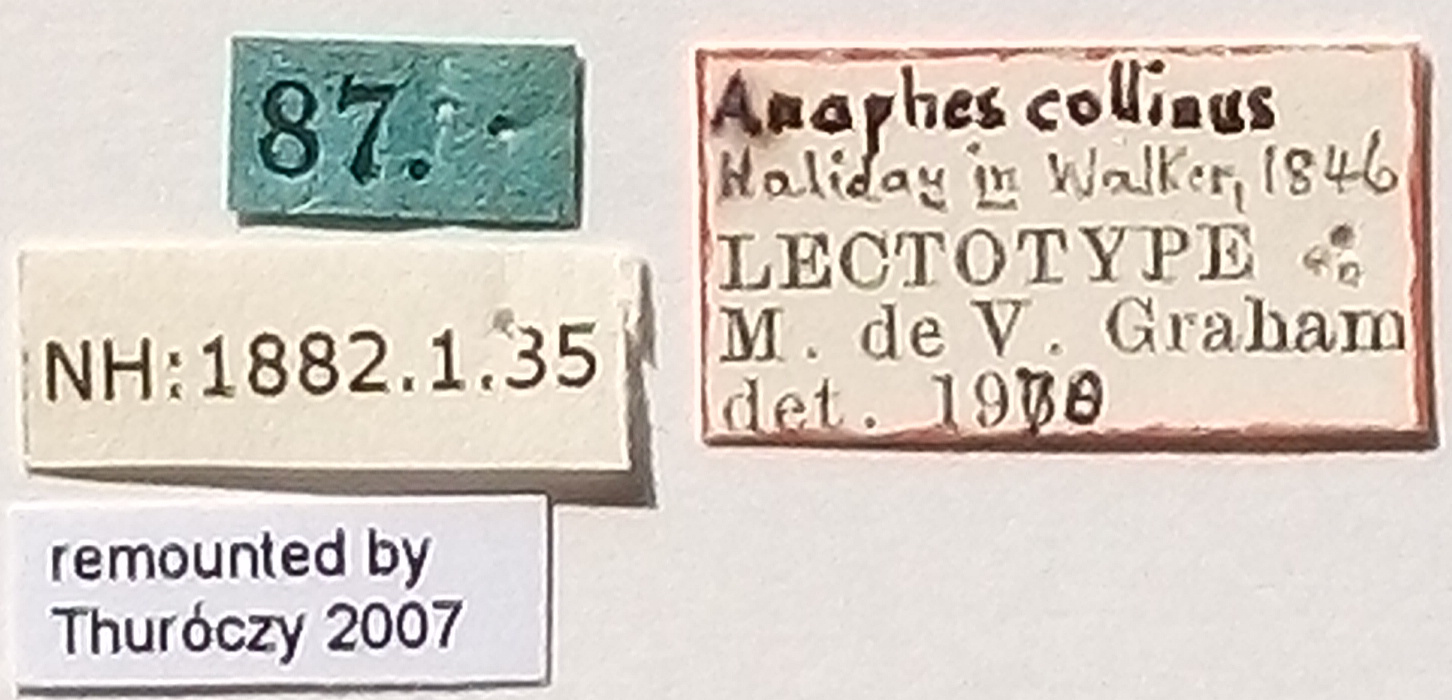 87.
NH:1882.1.35
remounted by
Thuróczy 2007
Anaphes collinus
Haliday in Walker, 1846
LECTOTYPE
M. de V. Graham
det.